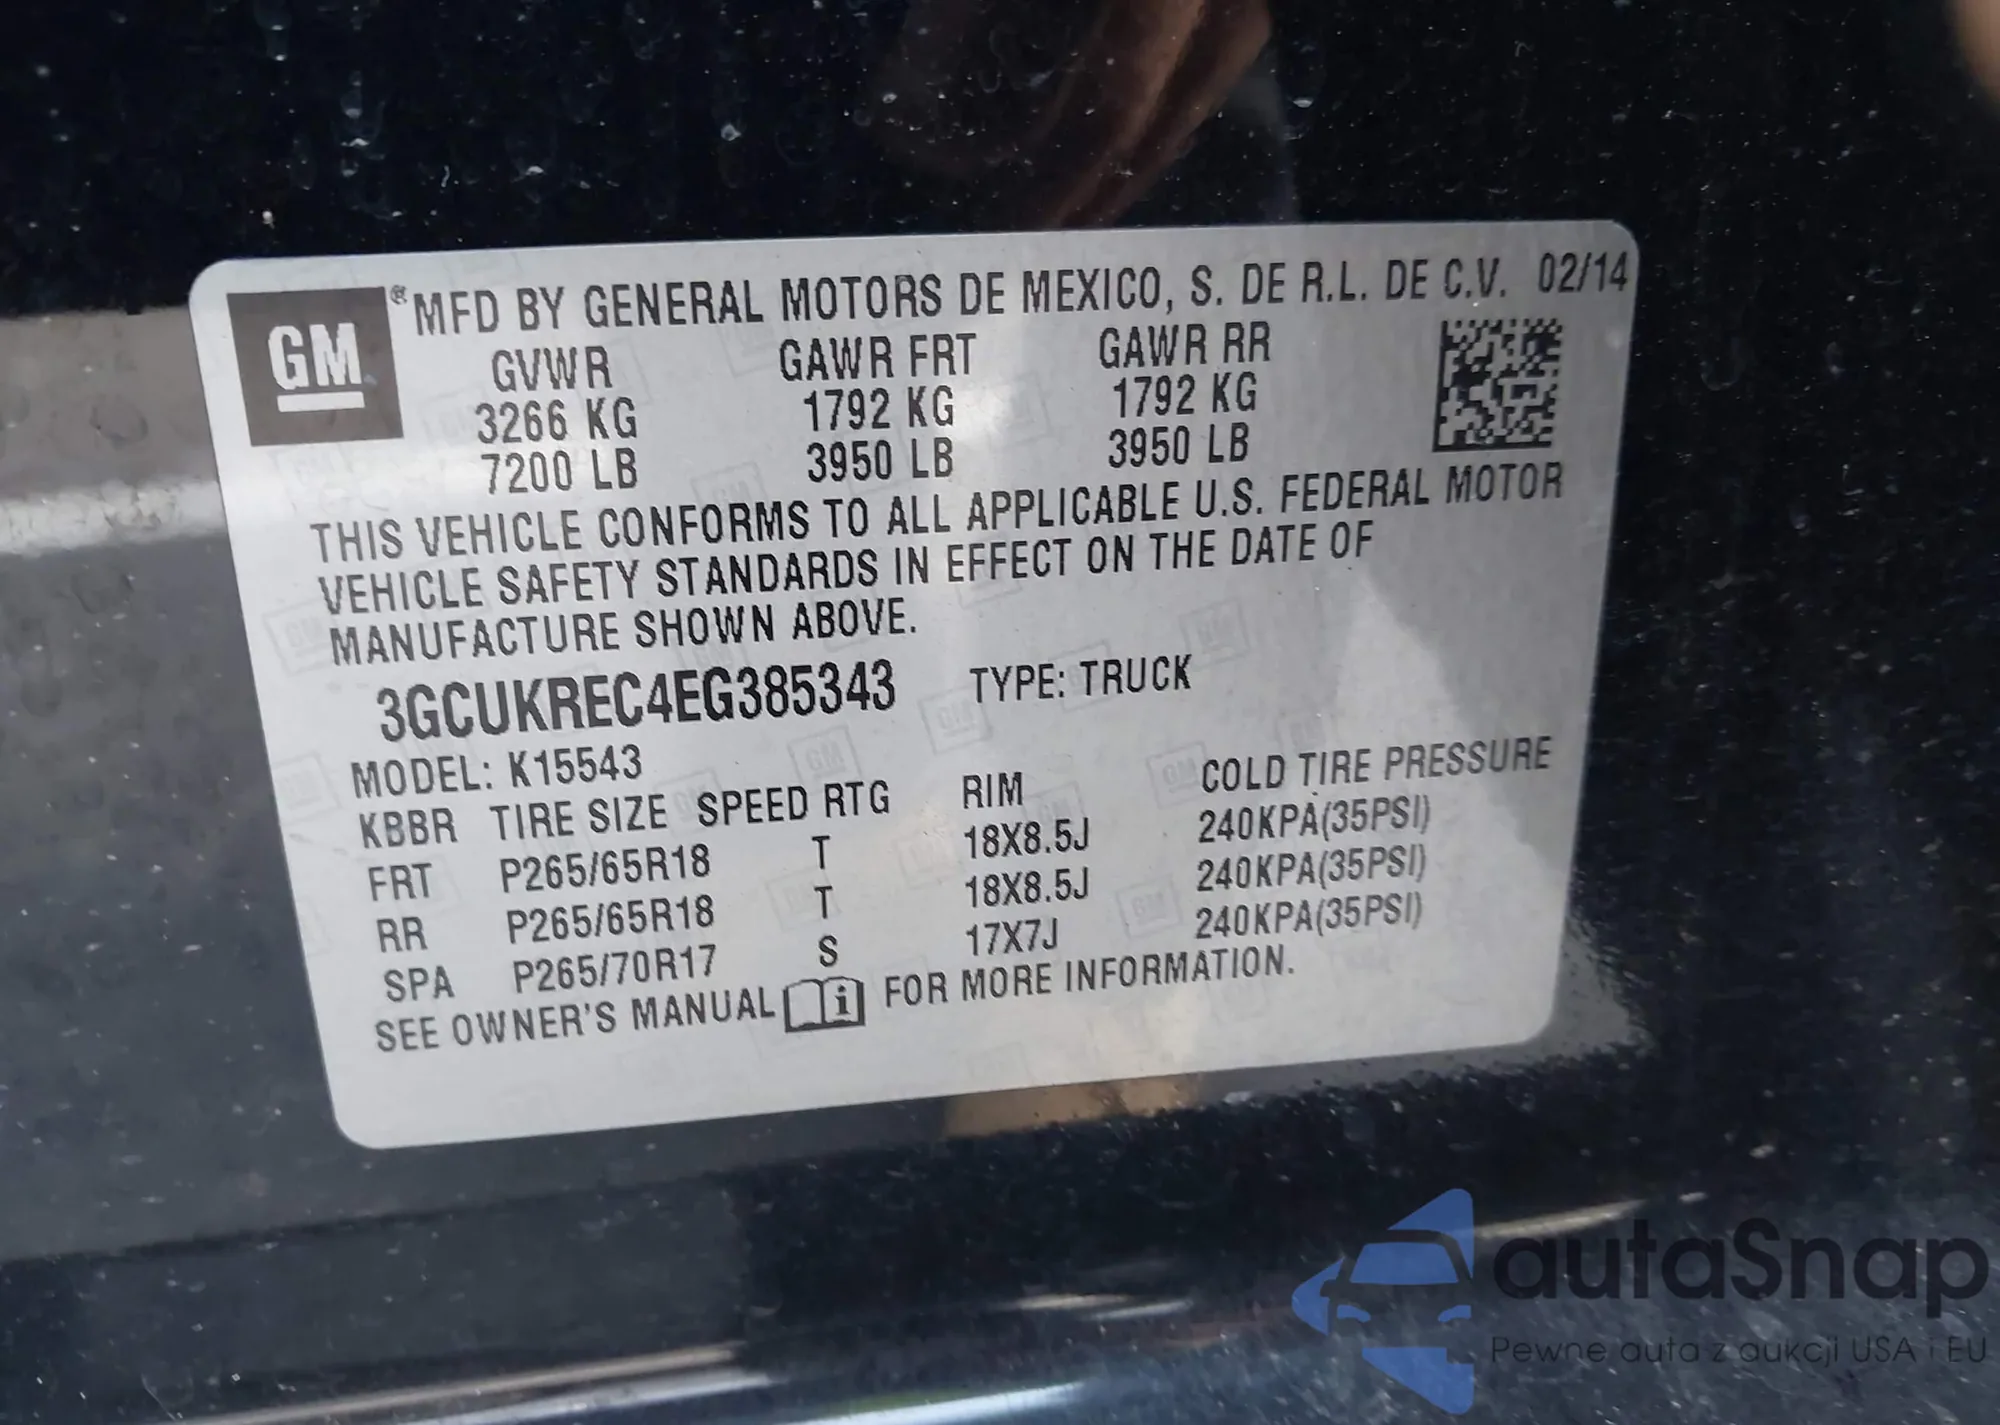 GM
®MFD BY GENERAL MOTORS DE MEXICO, S. DE R.L. DE C.V. 02/14
GVWR GAWR FRT GAWR RR
3266 KG 1792 KG 1792 KG
7200 LB 3950 LB 3950 LB
THIS VEHICLE CONFORMS TO ALL APPLICABLE U.S. FEDERAL MOTOR
VEHICLE SAFETY STANDARDS IN EFFECT ON THE DATE OF
MANUFACTURE SHOWN ABOVE.
3GCUKREC4EG385343 TYPE: TRUCK
MODEL: K15543
KBBR TIRE SIZE SPEED RTG RIM COLD TIRE PRESSURE
FRT P265/65R18 T 18X8.5J 240KPA(35PSI)
RR P265/65R18 T 18X8.5J 240KPA(35PSI)
SPA P265/70R17 S 17X7J 240KPA(35PSI)
SEE OWNER'S MANUAL i FOR MORE INFORMATION.
autaSnap
Pewne auta z aukcji USA i EU